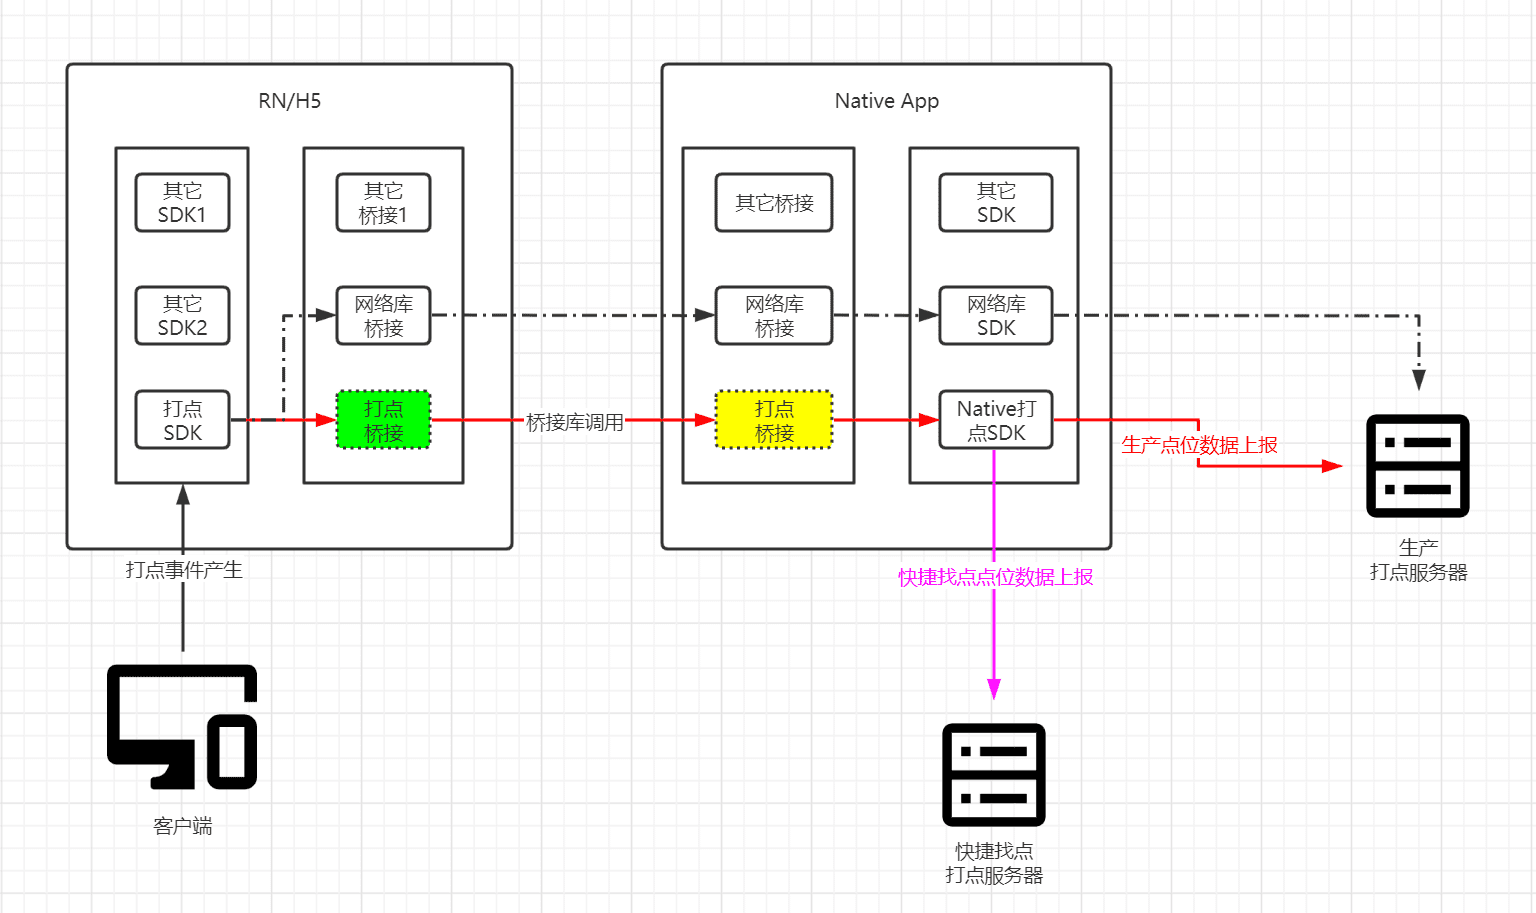 RN/H5
Native App
其它
SDK1
其它
桥接1
其它桥接
其它
SDK
其它
SDK2
网络库
桥接
网络库
桥接
网络库
SDK
打点
SDK
打点
桥接
桥接库调用
打点
桥接
Native打
点SDK
生产点位数据上报
生产
打点服务器
打点事件产生
快捷找点点位数据上报
客户端
快捷找点
打点服务器